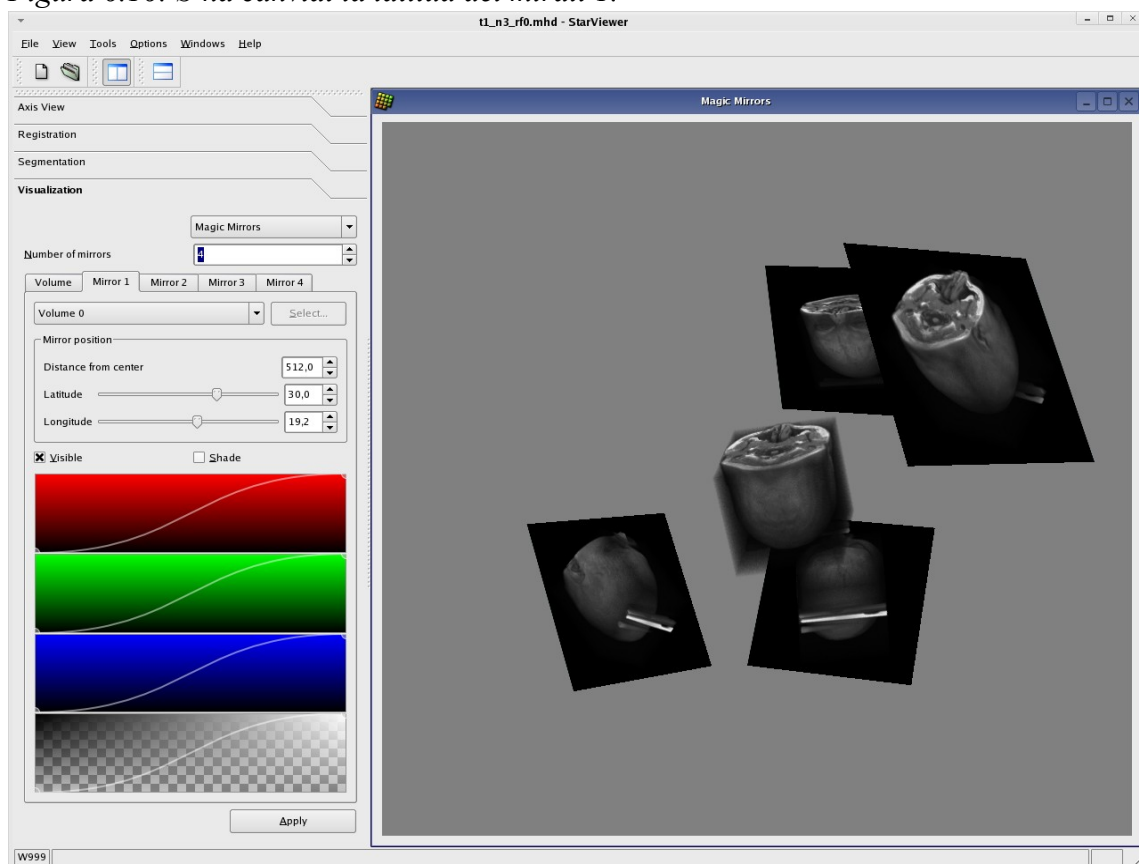 t1_n3_rf0.mhd - StarViewer
File View Tools Options Windows Help
Axis View
Magic Mirrors
Registration
Segmentation
Visualization
Magic Mirrors
Number of mirrors 4
Volume Mirror 1 Mirror 2 Mirror 3 Mirror 4
Volume 0 Select...
Mirror position
Distance from center 512,0
Latitude 30,0
Longitude 19,2
Visible Shade
Apply
W999